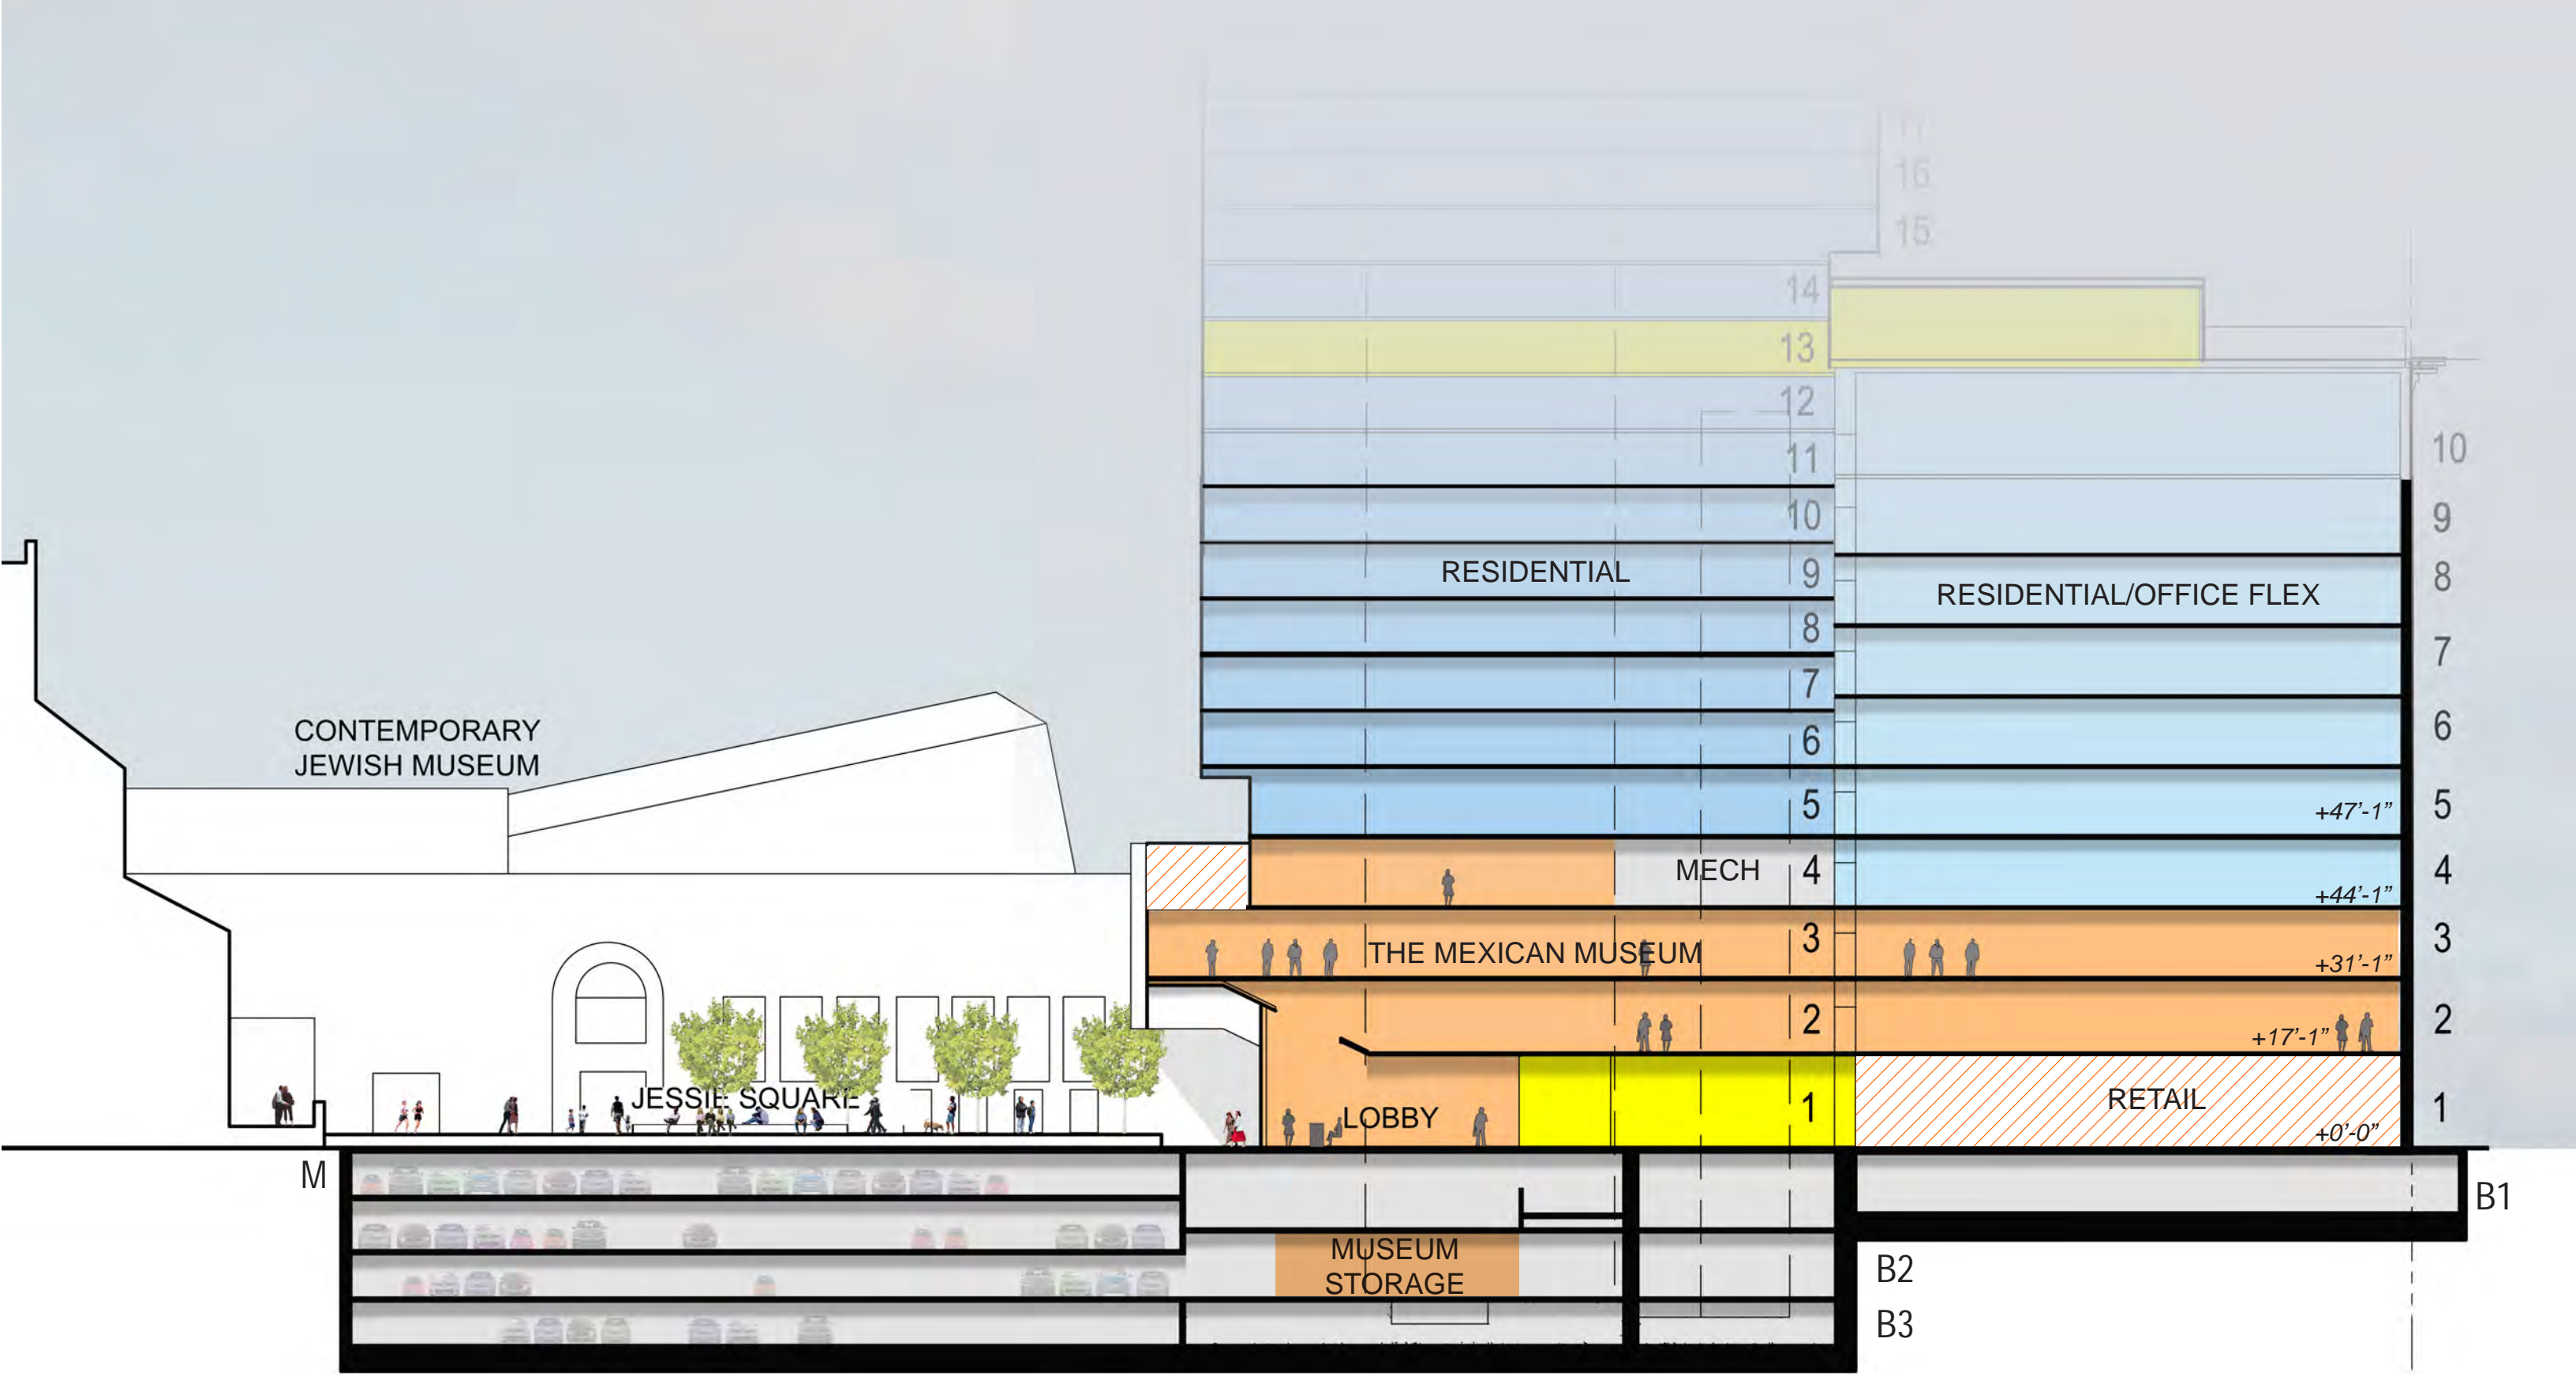 17
16
15
14
13
12
11
10
10
9
RESIDENTIAL
9
8
RESIDENTIAL/OFFICE FLEX
8
7
7
CONTEMPORARY
JEWISH MUSEUM
6
6
5
+47'-1"
5
MECH
4
+44'-1"
4
THE MEXICAN MUSEUM
3
+31'-1"
3
2
+17'-1"
2
JESSIE SQUARE
LOBBY
1
RETAIL
+0'-0"
1
M
B1
MUSEUM
STORAGE
B2
B3